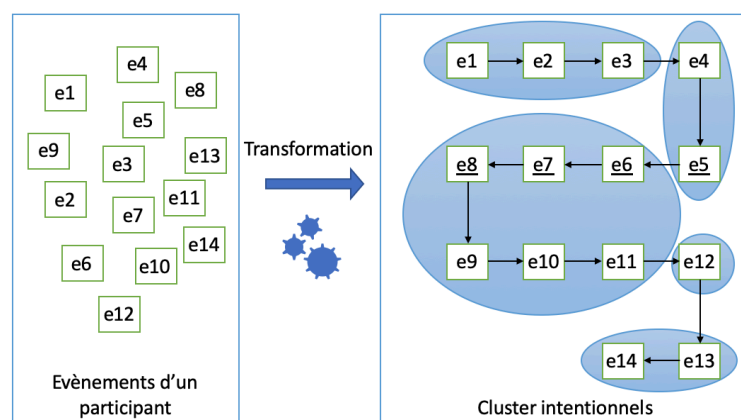 e4
e8
e1
e5
e9
e3
e13
e2
e11
e7
e14
e6
e10
e12
Evènements d'un
participant
Transformation
e1 e2 e3 e4
e8 e7 e6 e5
e9 e10 e11 e12
e14 e13
Cluster intentionnels